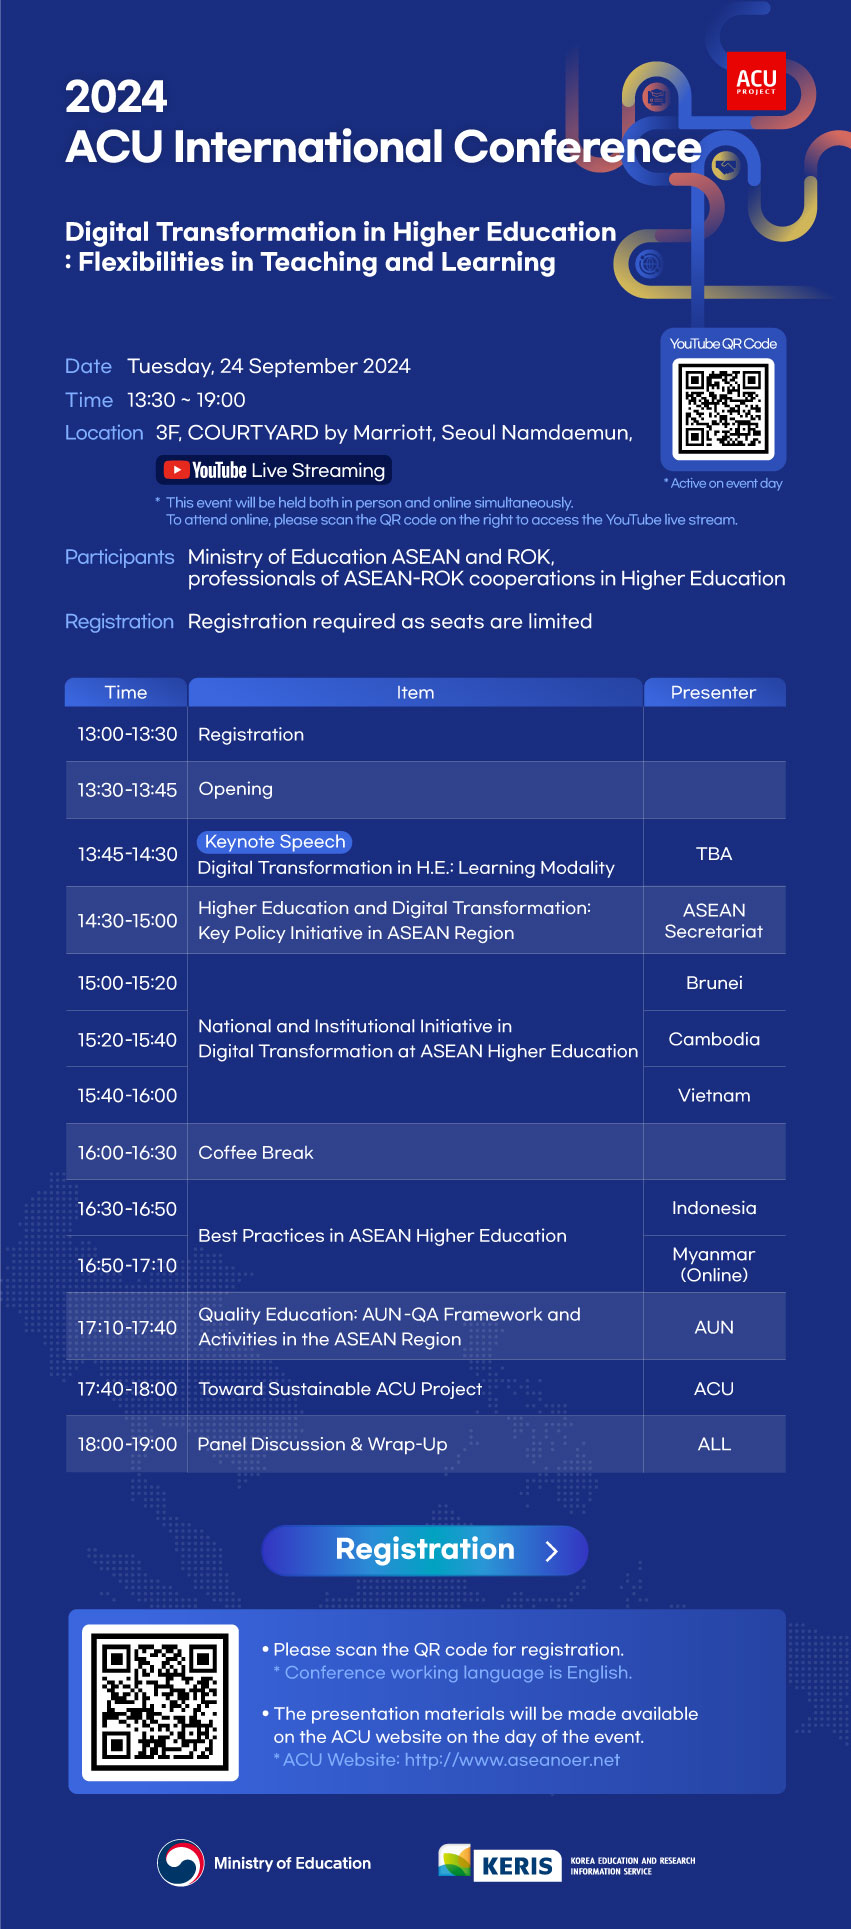 ACU
PROJECT
2024
ACU International Conference
Digital Transformation in Higher Education
: Flexibilities in Teaching and Learning
YouTube QR Code
* Active on event day
Date Tuesday, 24 September 2024
Time 13:30 ~ 19:00
Location 3F, COURTYARD by Marriott, Seoul Namdaemun,
YouTube Live Streaming
* This event will be held both in person and online simultaneously.
To attend online, please scan the QR code on the right to access the YouTube live stream.
Participants Ministry of Education ASEAN and ROK,
professionals of ASEAN-ROK cooperations in Higher Education
Registration Registration required as seats are limited
Time Item Presenter
13:00-13:30 Registration
13:30-13:45 Opening
Keynote Speech
13:45-14:30 Digital Transformation in H.E.: Learning Modality TBA
14:30-15:00 Higher Education and Digital Transformation:
Key Policy Initiative in ASEAN Region
ASEAN
Secretariat
15:00-15:20 Brunei
National and Institutional Initiative in
Digital Transformation at ASEAN Higher Education
15:20-15:40 Cambodia
15:40-16:00 Vietnam
16:00-16:30 Coffee Break
16:30-16:50 Indonesia
Best Practices in ASEAN Higher Education
16:50-17:10 Myanmar
(Online)
17:10-17:40 Quality Education: AUN-QA Framework and
Activities in the ASEAN Region
AUN
17:40-18:00 Toward Sustainable ACU Project ACU
18:00-19:00 Panel Discussion & Wrap-Up ALL
Registration >
• Please scan the QR code for registration.
* Conference working language is English.
• The presentation materials will be made available
on the ACU website on the day of the event.
* ACU Website: http://www.aseanoer.net
Ministry of Education
KERIS
KOREA EDUCATION AND RESEARCH
INFORMATION SERVICE